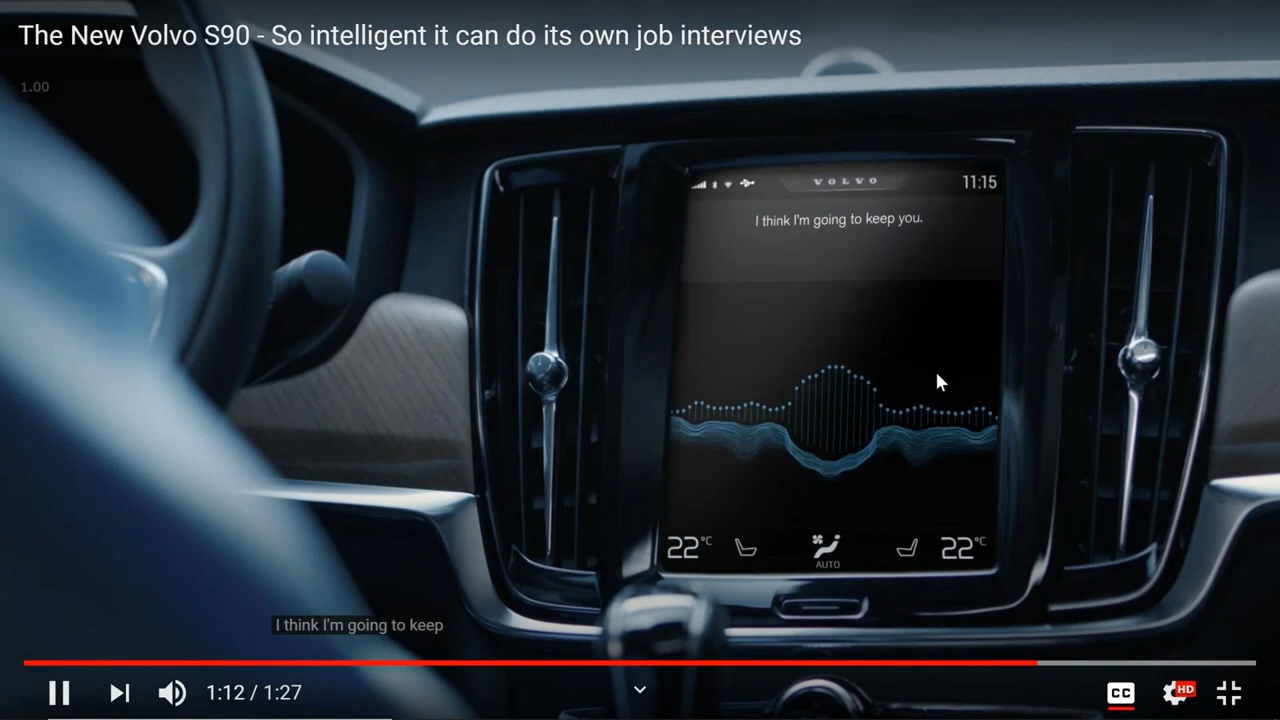 The New Volvo S90 - So intelligent it can do its own job interviews
1.00
VOLVO
11:15
I think I'm going to keep you.
22°C
AUTO
22°C
I think I'm going to keep
1:12 / 1:27
CC
HD